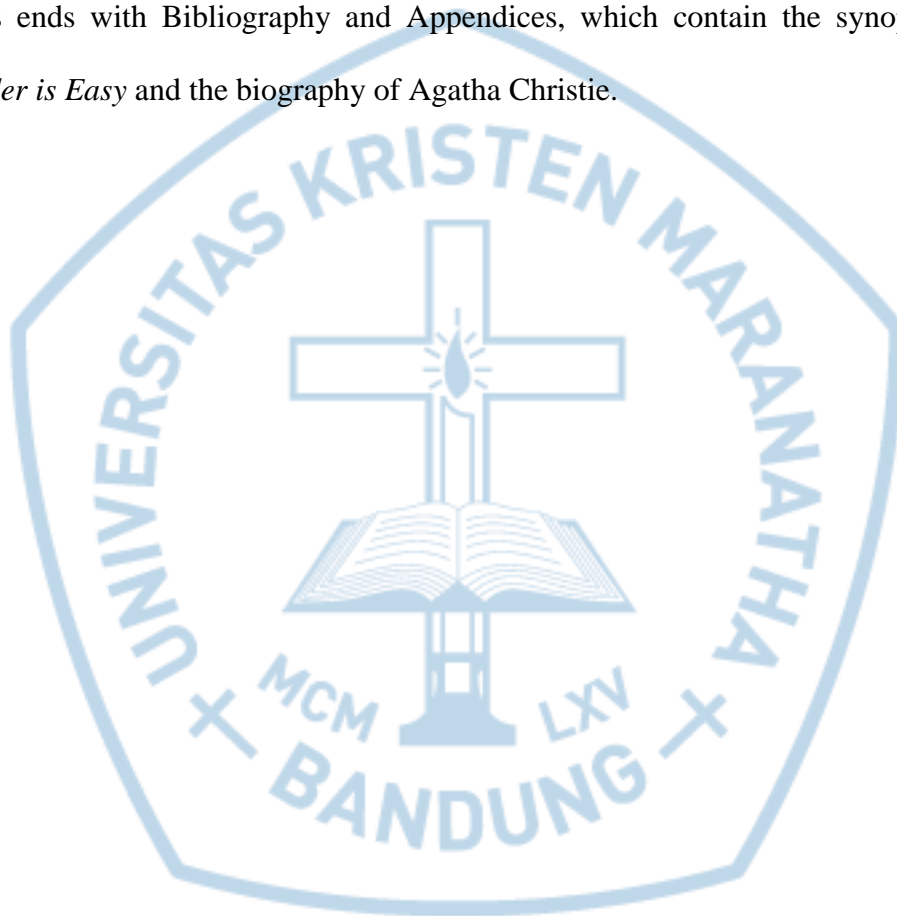 s ends with Bibliography and Appendices, which contain the synop
er is Easy and the biography of Agatha Christie.
UNIVERSITAS KRISTEN MARANATHA
MCM LXV
BANDUNG